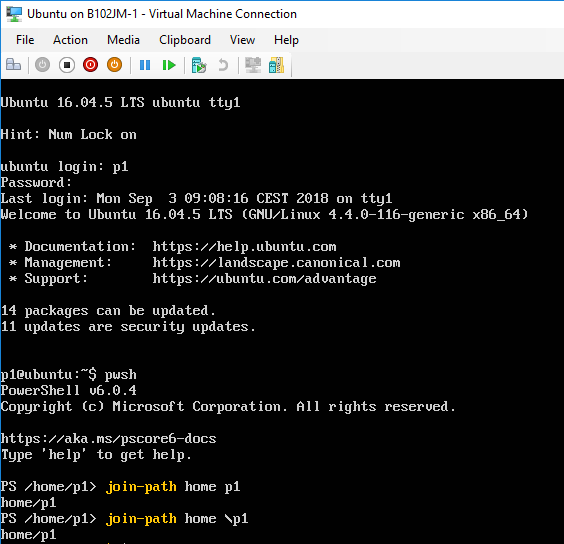 Ubuntu on B102JM-1 - Virtual Machine Connection
File Action Media Clipboard View Help
Ubuntu 16.04.5 LTS ubuntu tty1
Hint: Num Lock on
ubuntu login: p1
Password:
Last login: Mon Sep  3 09:08:16 CEST 2018 on tty1
Welcome to Ubuntu 16.04.5 LTS (GNU/Linux 4.4.0-116-generic x86_64)
 * Documentation:  https://help.ubuntu.com
 * Management:     https://landscape.canonical.com
 * Support:        https://ubuntu.com/advantage
14 packages can be updated.
11 updates are security updates.
p1@ubuntu:~$ pwsh
PowerShell v6.0.4
Copyright (c) Microsoft Corporation. All rights reserved.
https://aka.ms/pscore6-docs
Type 'help' to get help.
PS /home/p1> join-path home p1
home/p1
PS /home/p1> join-path home \p1
home/p1